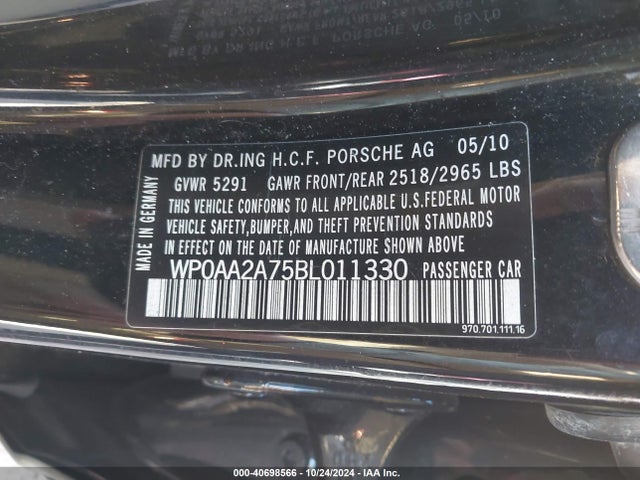 MFD BY DR.ING H.C.F. PORSCHE AG 05/10
GVWR 5291 GAWR FRONT/REAR 2518/2965 LBS
THIS VEHICLE CONFORMS TO ALL APPLICABLE U.S.FEDERAL MOTOR
VEHICLE SAFETY,BUMPER,AND THEFT PREVENTION STANDARDS
IN EFFECT ON THE DATE OF MANUFACTURE SHOWN ABOVE
WP0AA2A75BL011330 PASSENGER CAR
970.701.111.16
MADE IN GERMANY
000-40698566 - 10/24/2024 - IAA Inc.